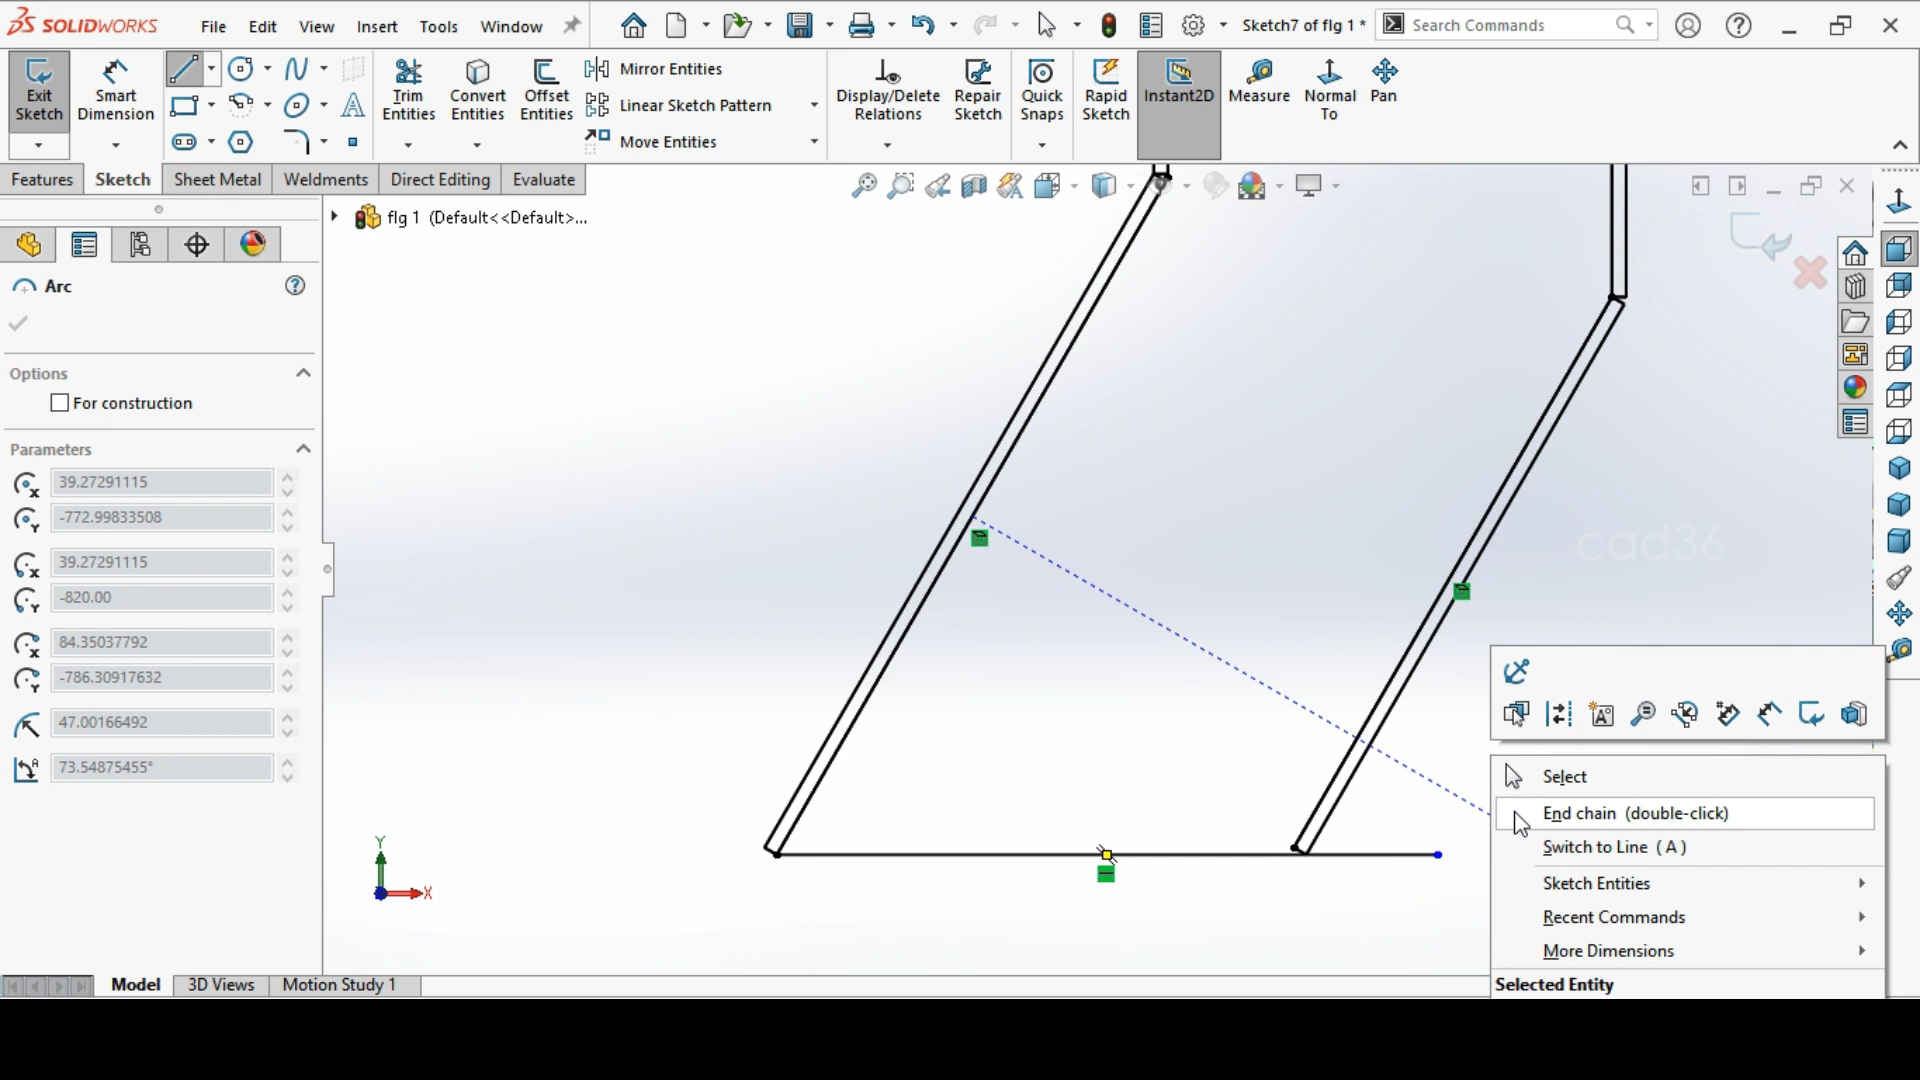 SOLIDWORKS
File
Edit
View
Insert
Tools
Window
Sketch7 of flg 1 *
Search Commands
Exit
Sketch
Smart
Dimension
Trim
Entities
Convert
Entities
Offset
Entities
Mirror Entities
Linear Sketch Pattern
Move Entities
Display/Delete
Relations
Repair
Sketch
Quick
Snaps
Rapid
Sketch
Instant2D
Measure
Normal
To
Pan
Features
Sketch
Sheet Metal
Weldments
Direct Editing
Evaluate
flg 1 (Default<<Default>...
Arc
Options
For construction
Parameters
39.27291115
-772.99833508
39.27291115
-820.00
84.35037792
-786.30917632
47.00166492
73.54875455°
cad36
Y
X
Select
End chain (double-click)
Switch to Line (A)
Sketch Entities
Recent Commands
More Dimensions
Selected Entity
Model
3D Views
Motion Study 1